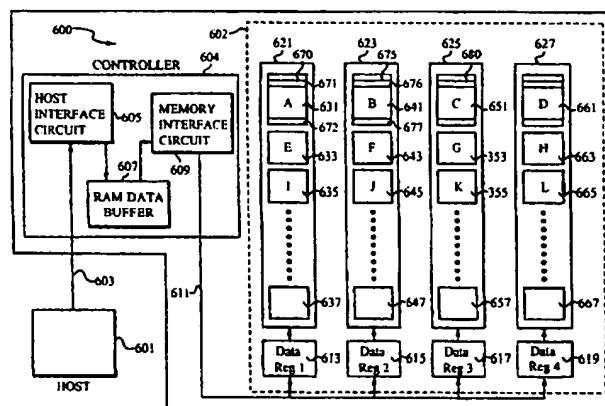 600
602
621
670
623
675
625
680
627
CONTROLLER
604
HOST
INTERFACE
CIRCUIT
605
MEMORY
INTERFACE
CIRCUIT
609
607
RAM DATA
BUFFER
671
A
631
672
676
B
641
677
C
651
D
661
E
633
F
643
G
353
H
663
I
635
J
645
K
355
L
665
603
611
637
647
657
667
601
HOST
Data
Reg 1
613
Data
Reg 2
615
Data
Reg 3
617
Data
Reg 4
619